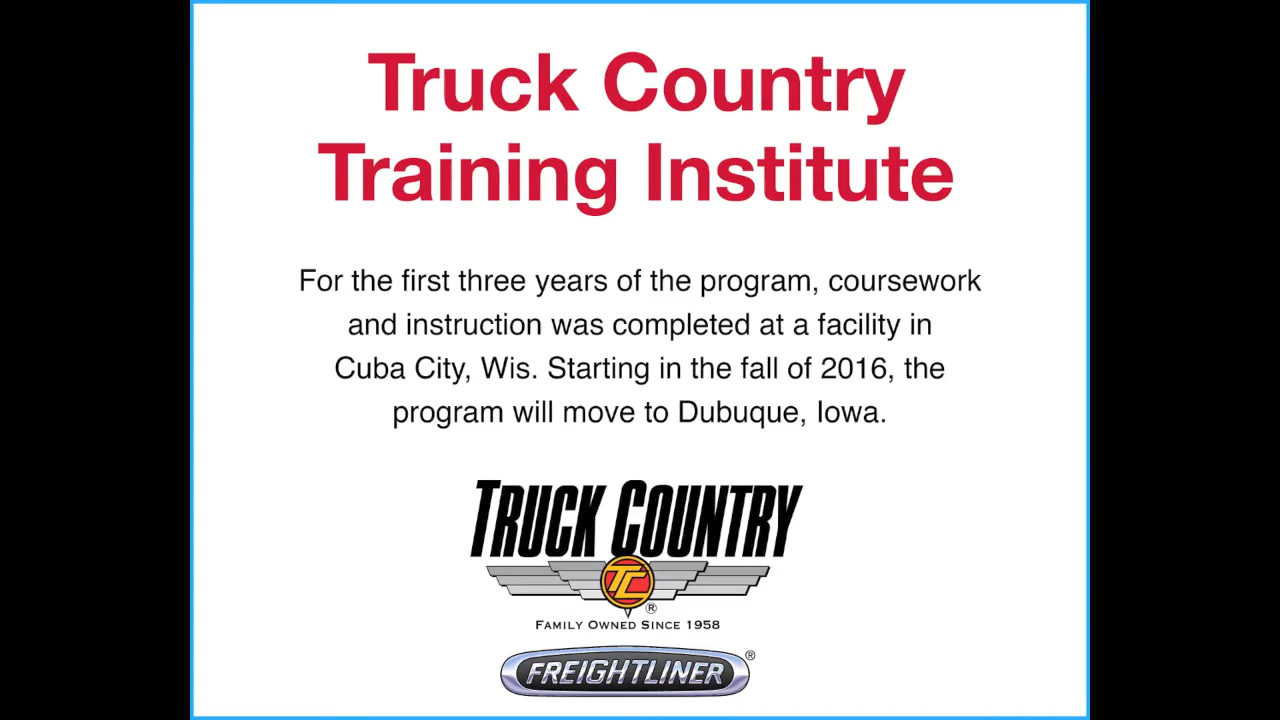 Truck Country
Training Institute
For the first three years of the program, coursework
and instruction was completed at a facility in
Cuba City, Wis. Starting in the fall of 2016, the
program will move to Dubuque, Iowa.
TRUCK COUNTRY
TC
®
FAMILY OWNED SINCE 1958
FREIGHTLINER ®